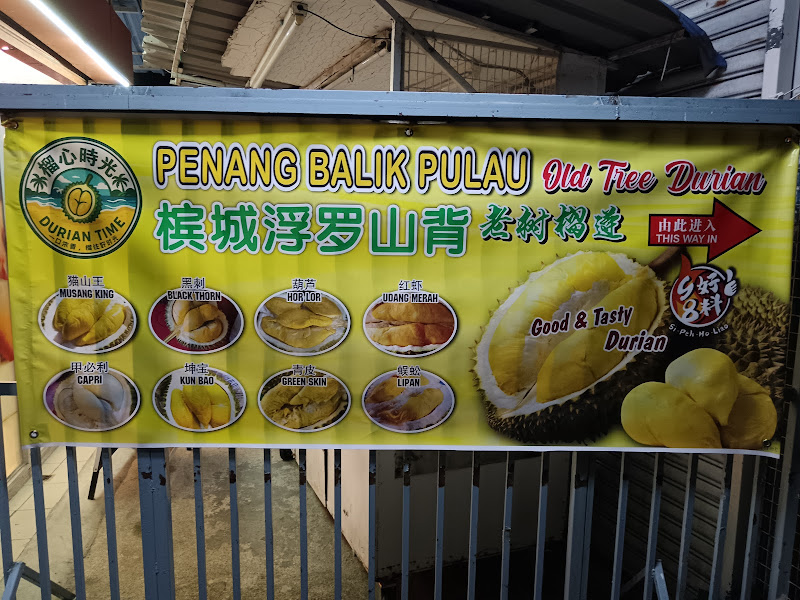 榴心時光
DURIAN TIME
PENANG BALIK PULAU
Old Tree Durian
槟城浮罗山背
老树榴莲
由此进入
THIS WAY IN
猫山王
MUSANG KING
黑刺
BLACK THORN
葫芦
HOR LOR
红虾
UDANG MERAH
甲必利
CAPRI
坤宝
KUN BAO
青皮
GREEN SKIN
蜈蚣
LIPAN
Good & Tasty
Durian
好料